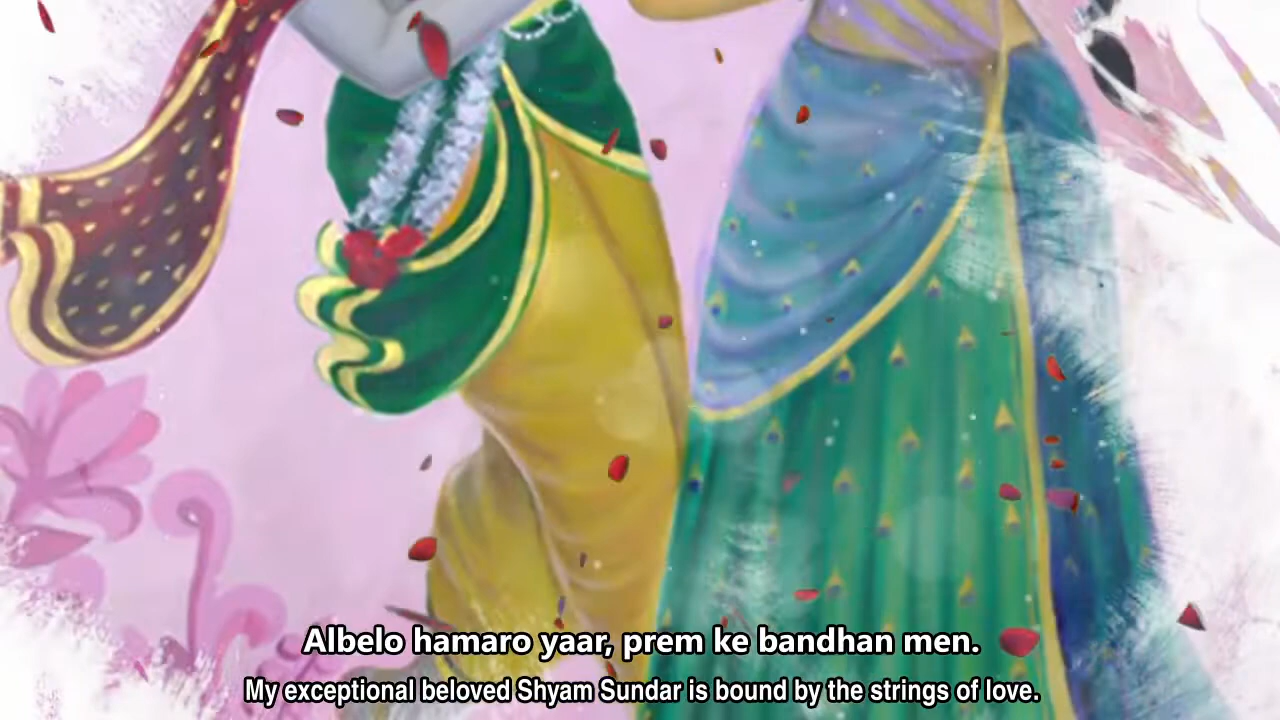 Albelo hamaro yaar, prem ke bandhan men.
My exceptional beloved Shyam Sundar is bound by the strings of love.